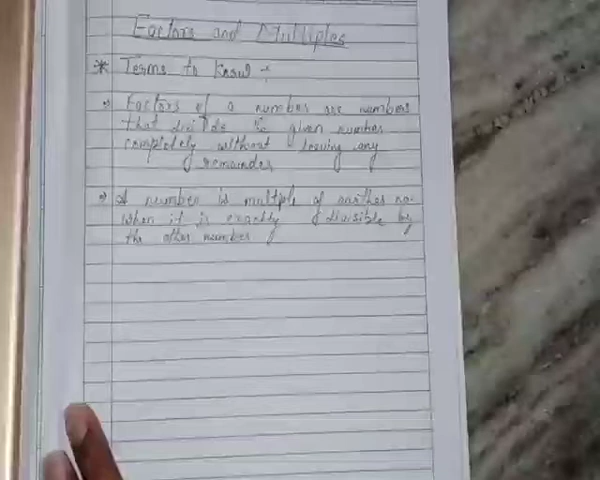 Factors and Multiples
* Terms to know :-
→ Factors of a number are numbers
that divide the given number
completely without leaving any
remainder
→ A number is multiple of another no.
when it is exactly divisible by
the other number